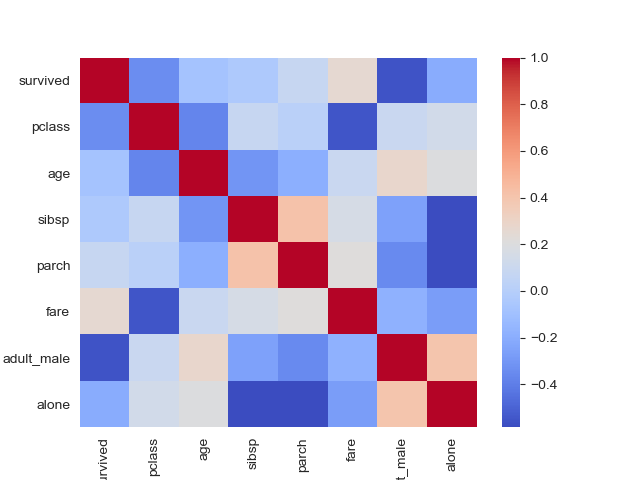 survived
pclass
age
sibsp
parch
fare
adult_male
alone
urvived
pclass
age
sibsp
parch
fare
t_male
alone
1.0
0.8
0.6
0.4
0.2
0.0
−0.2
−0.4